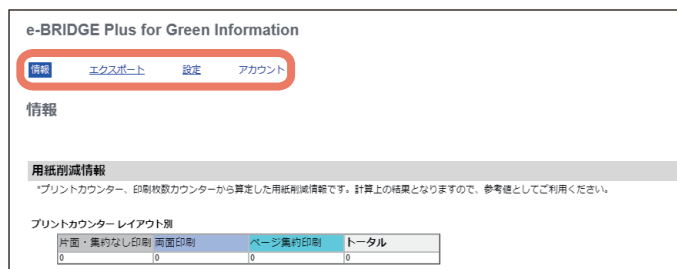 e-BRIDGE Plus for Green Information
情報 エクスポート 設定 アカウント
情報
用紙削減情報
*プリントカウンター、印刷枚数カウンターから算定した用紙削減情報です。計算上の結果となりますので、参考値としてご利用ください。
プリントカウンター レイアウト別
片面・集約なし印刷 両面印刷 ページ集約印刷 トータル
0 0 0 0